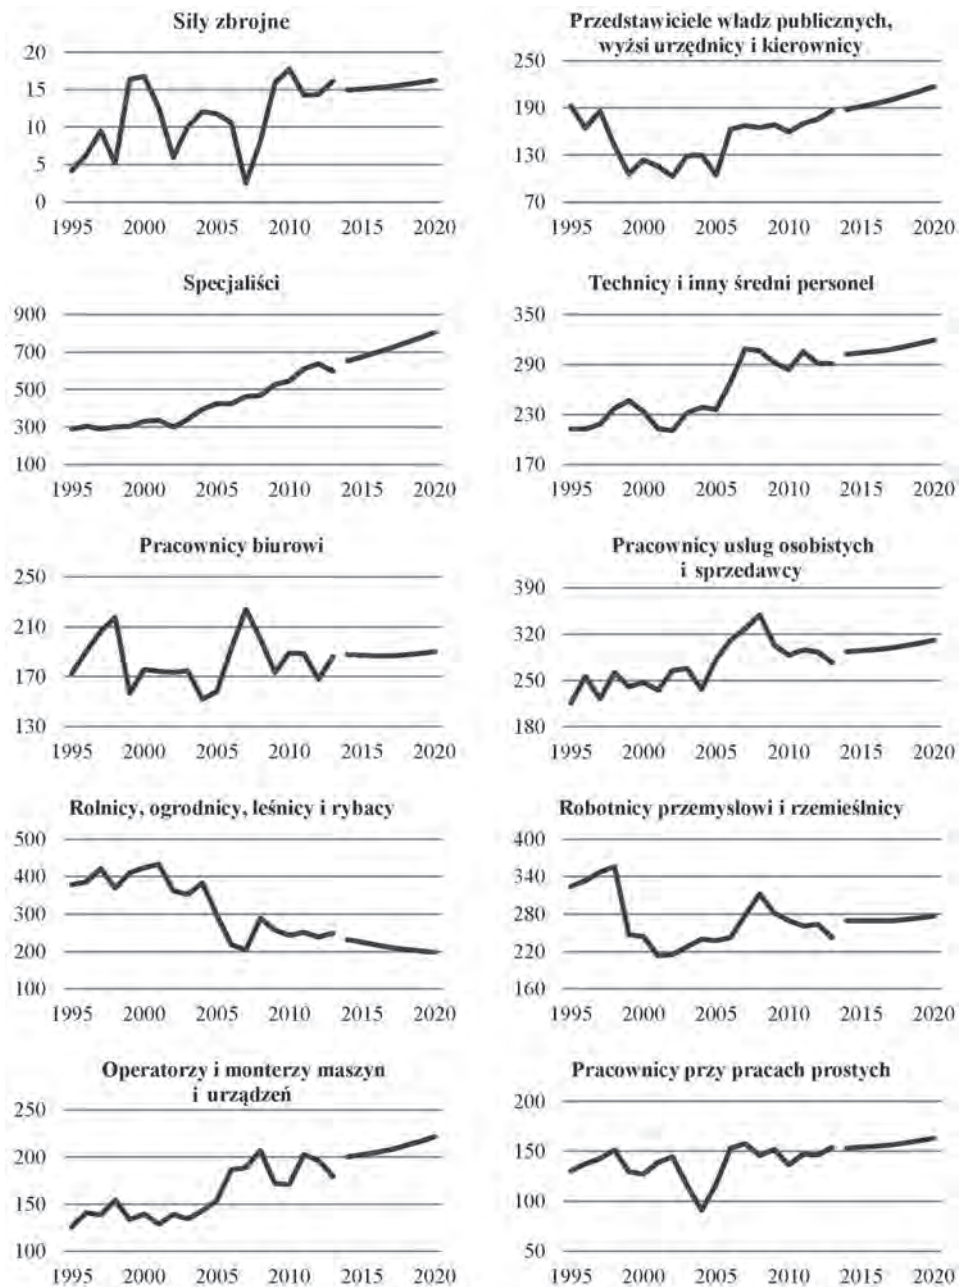 Siły zbrojne
20
15
10
5
0
1995 2000 2005 2010 2015 2020
Przedstawiciele władz publicznych,
wyżsi urzędnicy i kierownicy
250
190
130
70
1995 2000 2005 2010 2015 2020
Specjaliści
900
700
500
300
100
1995 2000 2005 2010 2015 2020
Technicy i inny średni personel
350
290
230
170
1995 2000 2005 2010 2015 2020
Pracownicy biurowi
250
210
170
130
1995 2000 2005 2010 2015 2020
Pracownicy usług osobistych
i sprzedawcy
390
320
250
180
1995 2000 2005 2010 2015 2020
Rolnicy, ogrodnicy, leśnicy i rybacy
500
400
300
200
100
1995 2000 2005 2010 2015 2020
Robotnicy przemysłowi i rzemieślnicy
400
340
280
220
160
1995 2000 2005 2010 2015 2020
Operatorzy i monterzy maszyn
i urządzeń
250
200
150
100
1995 2000 2005 2010 2015 2020
Pracownicy przy pracach prostych
200
150
100
50
1995 2000 2005 2010 2015 2020